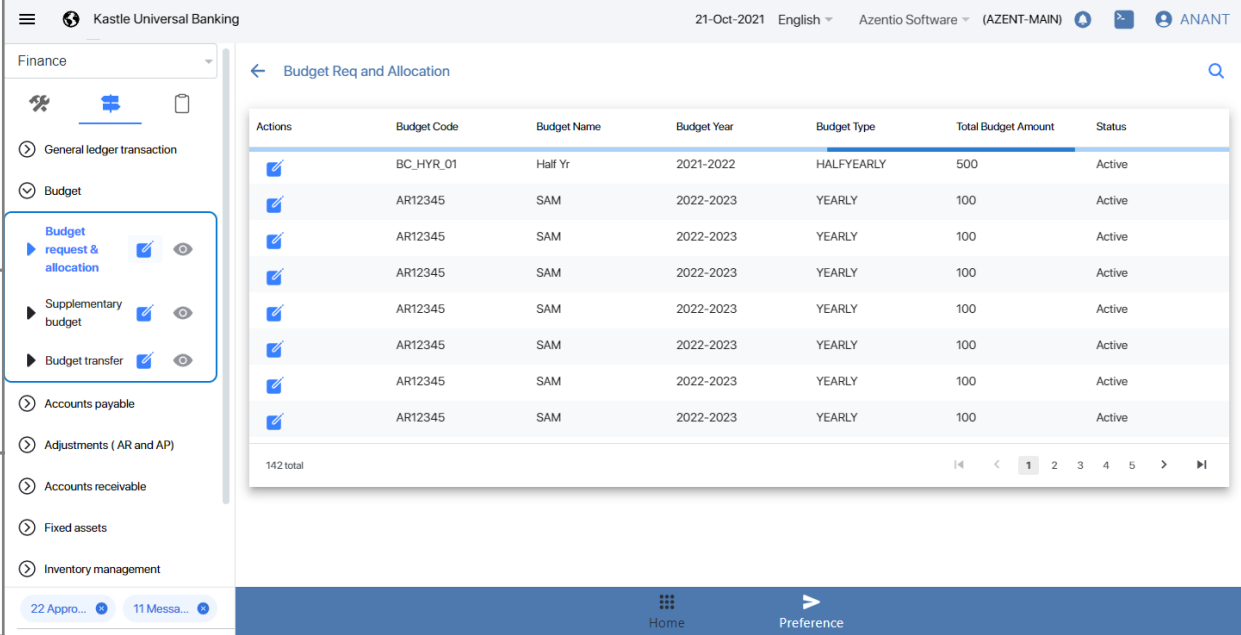 Kastle Universal Banking
21-Oct-2021 English Azentio Software (AZENT-MAIN) ANANT
Finance
General ledger transaction
Budget
Budget
request &
allocation
Supplementary
budget
Budget transfer
Accounts payable
Adjustments ( AR and AP)
Accounts receivable
Fixed assets
Inventory management
22 Appro...
11 Messa...
Budget Req and Allocation
Actions Budget Code Budget Name Budget Year Budget Type Total Budget Amount Status
BC_HYR_01 Half Yr 2021-2022 HALFYEARLY 500 Active
AR12345 SAM 2022-2023 YEARLY 100 Active
AR12345 SAM 2022-2023 YEARLY 100 Active
AR12345 SAM 2022-2023 YEARLY 100 Active
AR12345 SAM 2022-2023 YEARLY 100 Active
AR12345 SAM 2022-2023 YEARLY 100 Active
AR12345 SAM 2022-2023 YEARLY 100 Active
AR12345 SAM 2022-2023 YEARLY 100 Active
142 total
1 2 3 4 5
Home
Preference